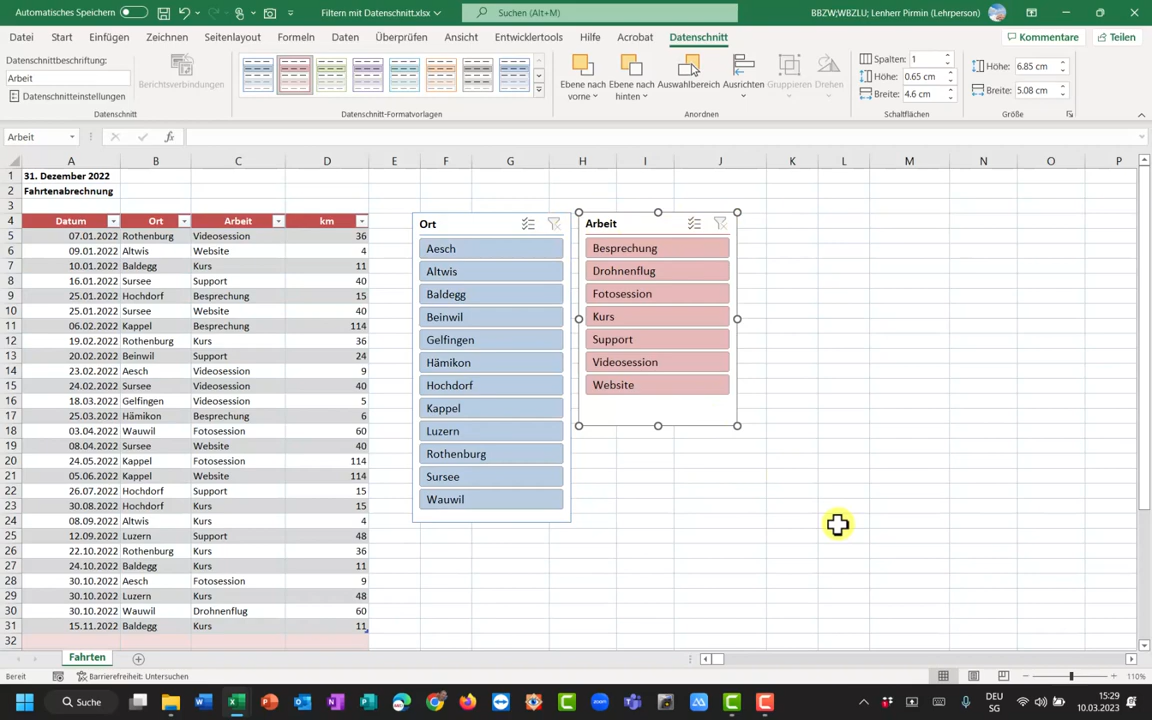 Automatisches Speichern
Filtern mit Datenschnitt.xlsx
Suchen (Alt+M)
BBZW;WBZLU; Lenherr Pirmin (Lehrperson)
Datei Start Einfügen Zeichnen Seitenlayout Formeln Daten Überprüfen Ansicht Entwicklertools Hilfe Acrobat Datenschnitt
Kommentare
Teilen
Datenschnittbeschreibung:
Arbeit
Datenschnitteinstellungen
Berichtsverbindungen
Ebene nach vorne
Ebene nach hinten
Auswahlbereich
Ausrichten
Gruppieren
Drehen
Spalten: 1
Höhe: 0.65 cm
Breite: 4.6 cm
Höhe: 6.85 cm
Breite: 5.08 cm
Datenschnitt
Datenschnitt-Formatvorlagen
Anordnen
Schaltflächen
Größe
Arbeit
fx
A B C D E F G H I J K L M N O P
1 31. Dezember 2022
2 Fahrtenabrechnung
3
4 Datum Ort Arbeit km
5 07.01.2022 Rothenburg Videosession 36
6 09.01.2022 Altwis Website 4
7 10.01.2022 Baldegg Kurs 11
8 16.01.2022 Sursee Support 40
9 25.01.2022 Hochdorf Besprechung 15
10 25.01.2022 Sursee Website 40
11 06.02.2022 Kappel Besprechung 114
12 19.02.2022 Rothenburg Kurs 36
13 20.02.2022 Beinwil Support 24
14 23.02.2022 Aesch Videosession 9
15 24.02.2022 Sursee Videosession 40
16 18.03.2022 Gelfingen Videosession 5
17 25.03.2022 Hämikon Besprechung 6
18 03.04.2022 Wauwil Fotosession 60
19 08.04.2022 Sursee Website 40
20 24.05.2022 Kappel Fotosession 114
21 05.06.2022 Kappel Website 114
22 26.07.2022 Hochdorf Support 15
23 30.08.2022 Hochdorf Kurs 15
24 08.09.2022 Altwis Kurs 4
25 12.09.2022 Luzern Support 48
26 22.10.2022 Rothenburg Kurs 36
27 24.10.2022 Baldegg Kurs 11
28 30.10.2022 Aesch Fotosession 9
29 30.10.2022 Luzern Kurs 48
30 30.10.2022 Wauwil Drohnenflug 60
31 15.11.2022 Baldegg Kurs 11
32
Ort
Aesch
Altwis
Baldegg
Beinwil
Gelfingen
Hämikon
Hochdorf
Kappel
Luzern
Rothenburg
Sursee
Wauwil
Arbeit
Besprechung
Drohnenflug
Fotosession
Kurs
Support
Videosession
Website
Fahrten
Bereit
Barrierefreiheit: Untersuchen
110%
Suche
DEU
SG
15:29
10.03.2023